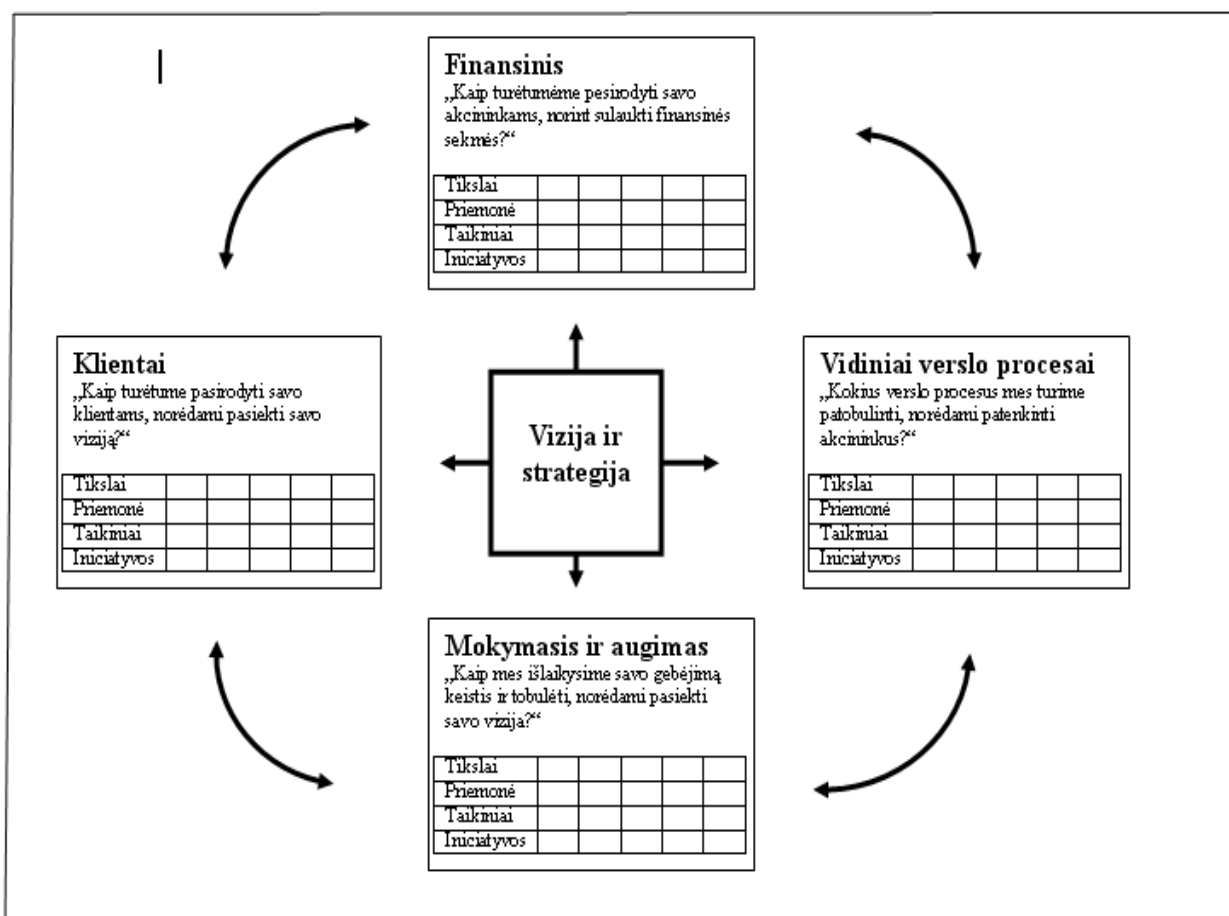 Finansinis
„Kaip turėtumėme pesirodyti savo
akcininkams, norint sulaukti finansinės
sekmės?“
Tikslai
Priemonė
Taikiniai
Iniciatyvos
Klientai
„Kaip turėtume pasirodyti savo
klientams, norėdami pasiekti savo
viziją?“
Tikslai
Priemonė
Taikiniai
Iniciatyvos
Vizija ir
strategija
Vidiniai verslo procesai
„Kokius verslo procesus mes turime
patobulinti, norėdami patenkinti
akcininkus?“
Tikslai
Priemonė
Taikiniai
Iniciatyvos
Mokymasis ir augimas
„Kaip mes išlaikysime savo gebėjimą
keistis ir tobulėti, norėdami pasiekti
savo vizija?“
Tikslai
Priemonė
Taikiniai
Iniciatyvos